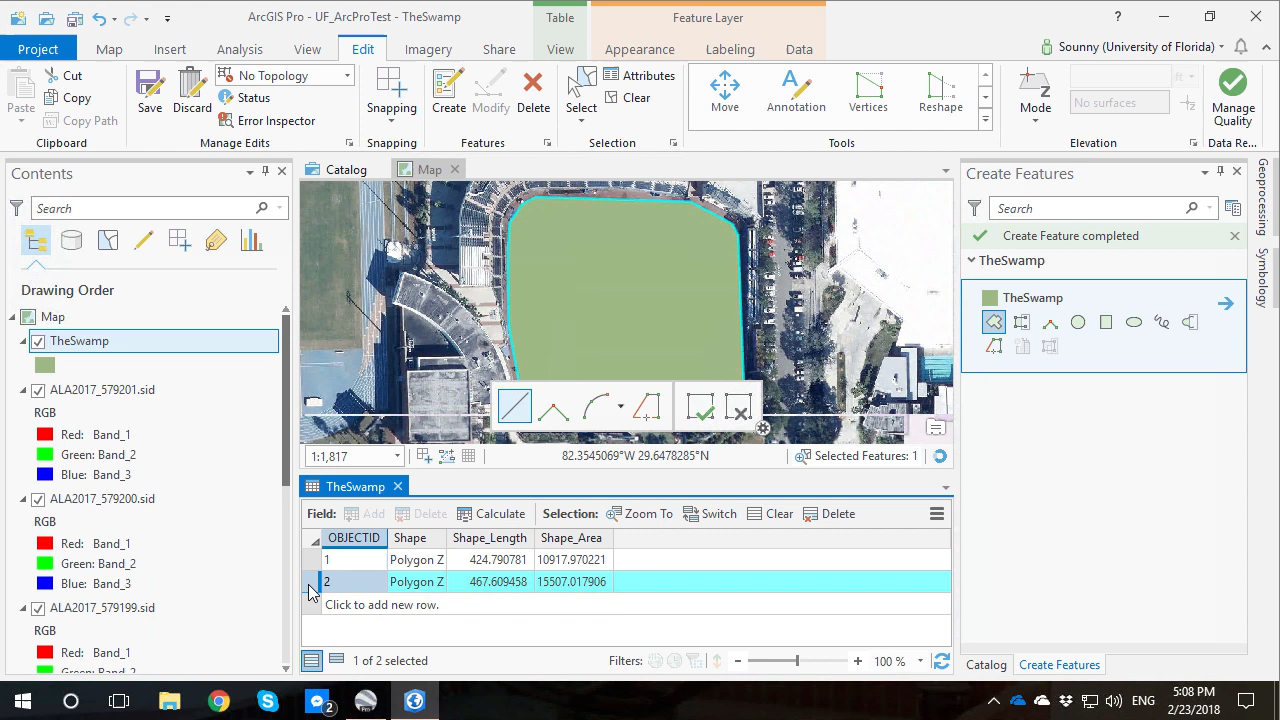 ArcGIS Pro - UF_ArcProTest - TheSwamp
Table
Feature Layer
?
Project
Map
Insert
Analysis
View
Edit
Imagery
Share
View
Appearance
Labeling
Data
Sounny (University of Florida)
Paste
Cut
Copy
Copy Path
Clipboard
Save
Discard
No Topology
Status
Error Inspector
Manage Edits
Snapping
Snapping
Create
Modify
Delete
Features
Select
Attributes
Clear
Selection
Move
Annotation
Vertices
Reshape
Tools
Mode
ft
No surfaces
Elevation
Manage
Quality
Data Re...
Contents
Search
Drawing Order
Map
TheSwamp
ALA2017_579201.sid
RGB
Red: Band_1
Green: Band_2
Blue: Band_3
ALA2017_579200.sid
RGB
Red: Band_1
Green: Band_2
Blue: Band_3
ALA2017_579199.sid
RGB
Red: Band_1
Green: Band_2
Catalog
Map
1:1,817
82.3545069°W 29.6478285°N
Selected Features: 1
TheSwamp
Field: Add Delete Calculate Selection: Zoom To Switch Clear Delete
OBJECTID Shape Shape_Length Shape_Area
1 Polygon Z 424.790781 10917.970221
2 Polygon Z 467.609458 15507.017906
Click to add new row.
1 of 2 selected
Filters:
100 %
Create Features
Search
Create Feature completed
TheSwamp
TheSwamp
Catalog
Create Features
Geoprocessing
Symbology
2
Pro
ENG
5:08 PM
2/23/2018